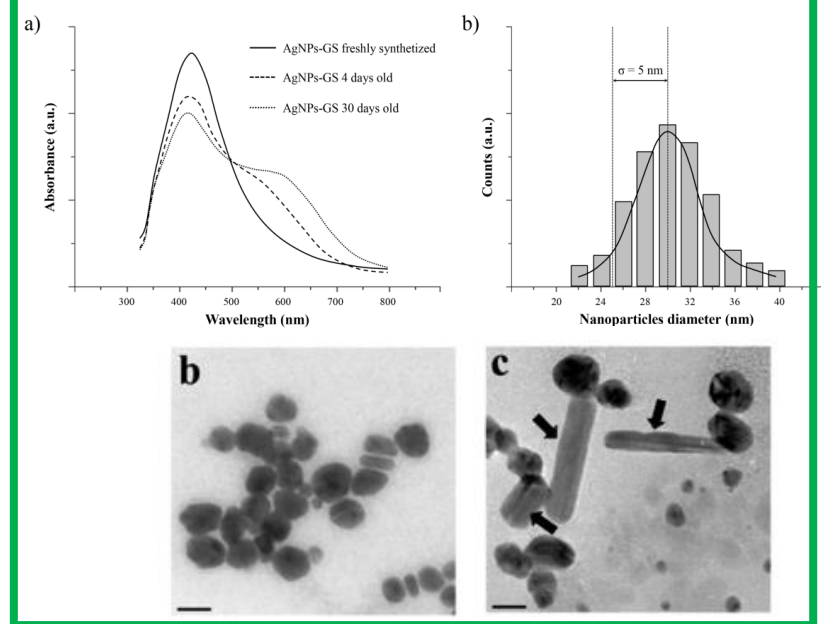 a)
AgNPs-GS freshly synthetized
AgNPs-GS 4 days old
AgNPs-GS 30 days old
Absorbance (a.u.)
300 400 500 600 700 800
Wavelength (nm)
b)
σ = 5 nm
Counts (a.u.)
20 24 28 32 36 40
Nanoparticles diameter (nm)
b
c